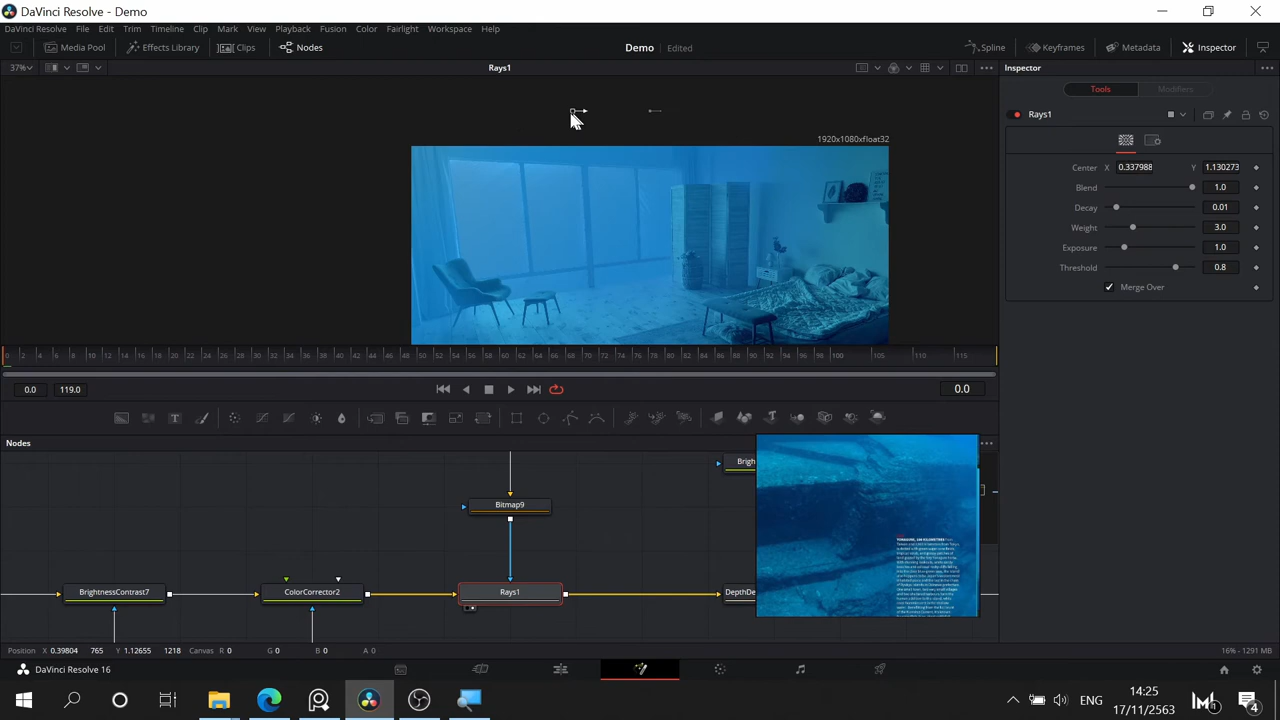 DaVinci Resolve - Demo
DaVinci Resolve File Edit Trim Timeline Clip Mark View Playback Fusion Color Fairlight Workspace Help
Media Pool Effects Library Clips Nodes Demo Edited Spline Keyframes Metadata Inspector
37% Rays1 Inspector
Tools Modifiers
Rays1
1920x1080xfloat32
Center X 0.337988 Y 1.130273
Blend 1.0
Decay 0.01
Weight 3.0
Exposure 1.0
Threshold 0.8
Merge Over
0 2 4 6 8 10 12 14 16 18 20 22 24 26 28 30 32 34 36 38 40 42 44 46 48 50 52 54 56 58 60 62 64 66 68 70 72 74 76 78 80 82 84 86 88 90 92 94 96 98 100 105 110 115
0.0 119.0 0.0
Nodes
Brigh
Bitmap9
YONAGUNI, 108 KILOMETRES
DepthDe
Position X 0.39804 765 Y 1.12655 1218 Canvas R 0 G 0 B 0 A 0 16% - 1291 MB
DaVinci Resolve 16
ENG 14:25
17/11/2563
1 4